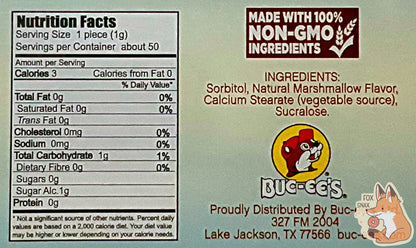 Nutrition Facts
Serving Size 1 piece (1g)
Servings per Container about 50
Amount per Serving
Calories 3 Calories from Fat 0
% Daily Value*
Total Fat 0g 0%
Saturated Fat 0g 0%
Trans Fat 0g
Cholesterol 0mg 0%
Sodium 0mg 0%
Total Carbohydrate 1g 1%
Dietary Fibre 0g 0%
Sugars 0g
Sugar Alc.1g
Protein 0g
* Not a significant source of other nutrients. Percent daily
values are based on a 2,000 calorie diet. Your diet value
may be higher or lower depending on your calorie needs.
MADE WITH 100%
NON-GMO
INGREDIENTS
INGREDIENTS:
Sorbitol, Natural Marshmallow Flavor,
Calcium Stearate (vegetable source),
Sucralose.
BUC-EE'S
Proudly Distributed By Buc-
327 FM 2004
Lake Jackson, TX 77566 buc-
FOX
SNAX